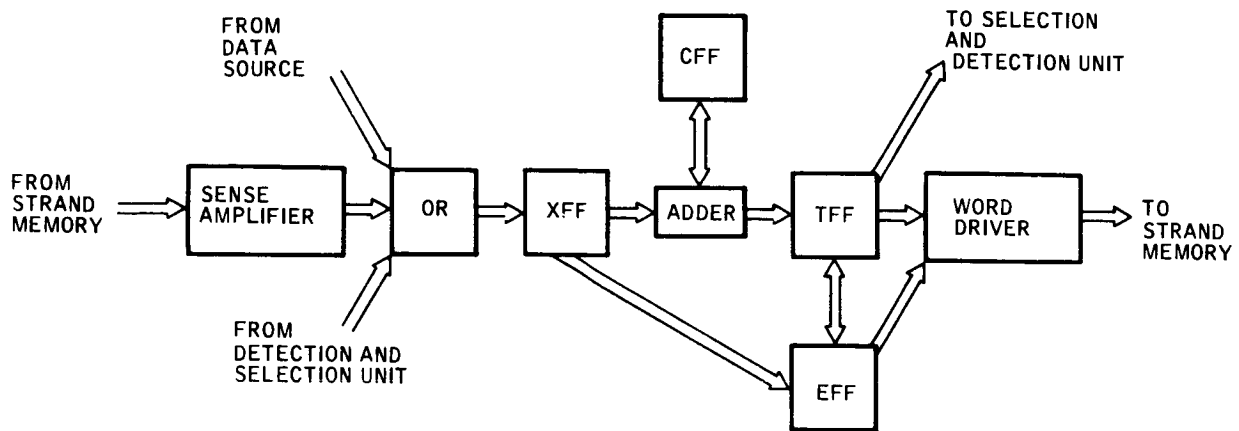 FROM
DATA
SOURCE
TO SELECTION
AND
DETECTION UNIT
CFF
FROM
STRAND
MEMORY
SENSE
AMPLIFIER
OR
XFF
ADDER
TFF
WORD
DRIVER
TO
STRAND
MEMORY
FROM
DETECTION AND
SELECTION UNIT
EFF